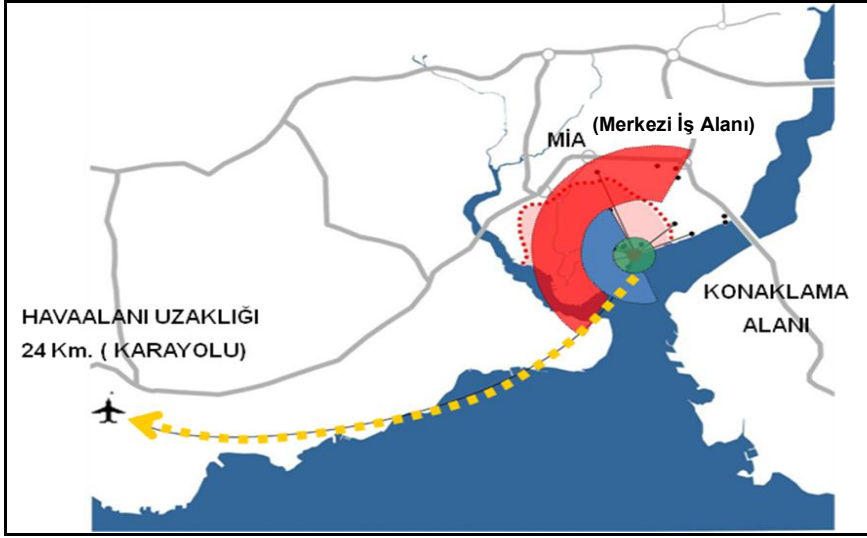 (Merkezi İş Alanı)
MİA
KONAKLAMA
ALANI
HAVAALANI UZAKLIĞI
24 Km. ( KARAYOLU)